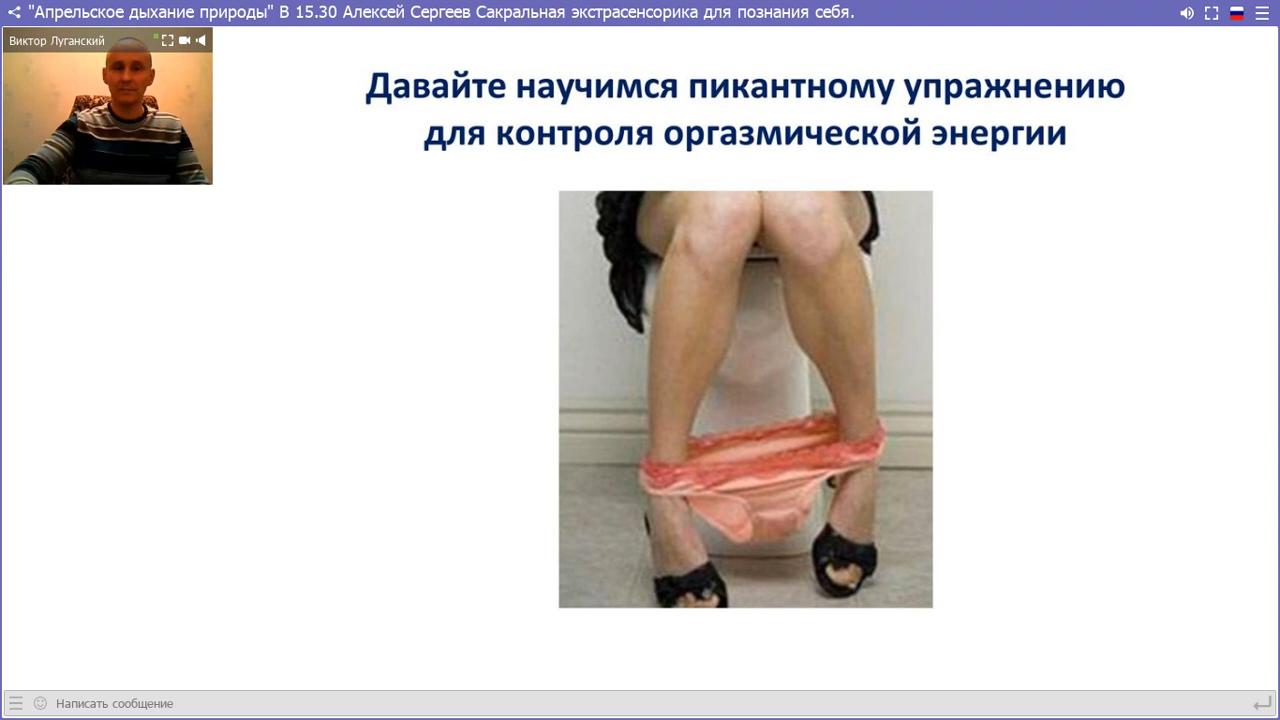 "Апрельское дыхание природы" В 15.30 Алексей Сергеев Сакральная экстрасенсорика для познания себя.
Виктор Луганский
Давайте научимся пикантному упражнению
для контроля оргазмической энергии
Написать сообщение